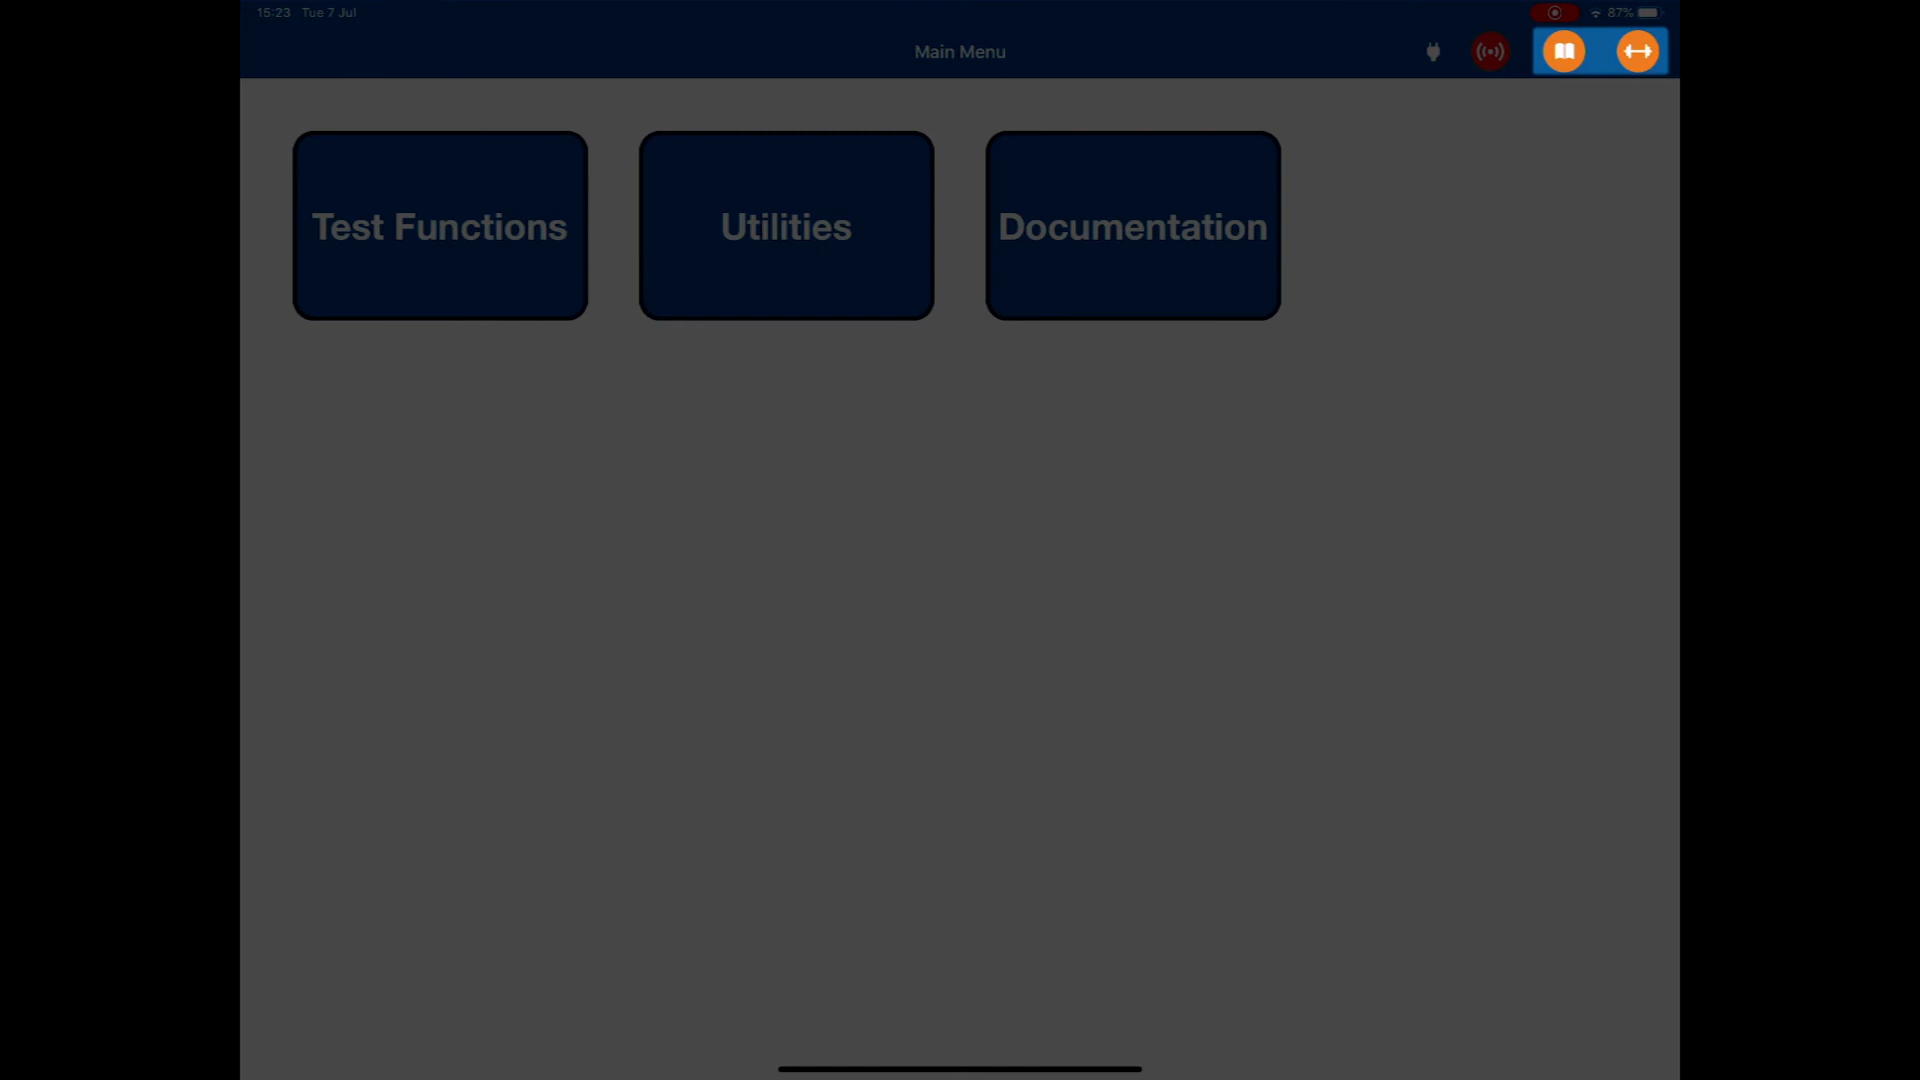 15:23 Tue 7 Jul
87%
Main Menu
Test Functions
Utilities
Documentation